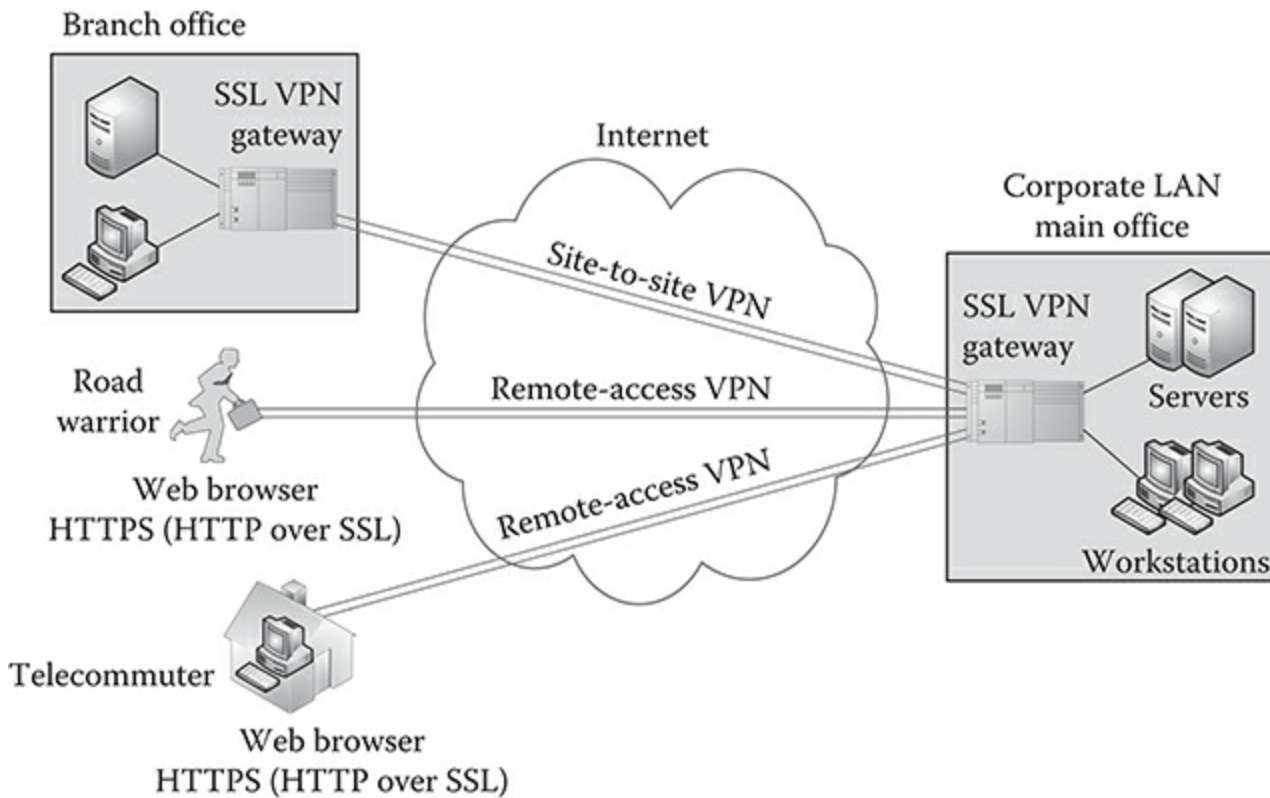 Branch office
SSL VPN
gateway
Internet
Corporate LAN
main office
Site-to-site VPN
SSL VPN
gateway
Servers
Road
warrior
Remote-access VPN
Web browser
HTTPS (HTTP over SSL)
Remote-access VPN
Workstations
Telecommuter
Web browser
HTTPS (HTTP over SSL)